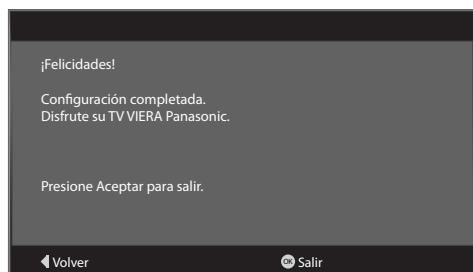 ¡Felicidades!
Configuración completada.
Disfrute su TV VIERA Panasonic.
Presione Aceptar para salir.
Volver
OK Salir